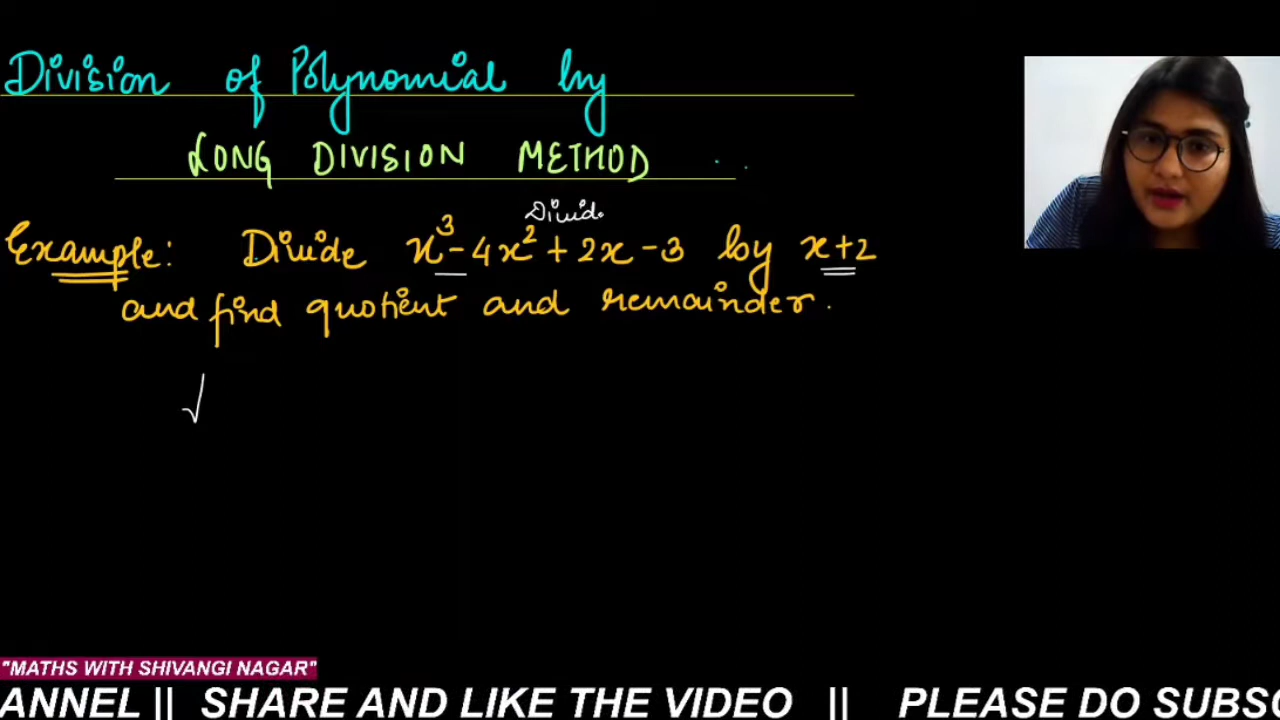 Division of Polynomial by
LONG DIVISION METHOD ..
Divide
Example: Divide x³-4x²+2x-3 by x+2
and find quotient and remainder.
√
"MATHS WITH SHIVANGI NAGAR"
ANNEL || SHARE AND LIKE THE VIDEO || PLEASE DO SUBSC